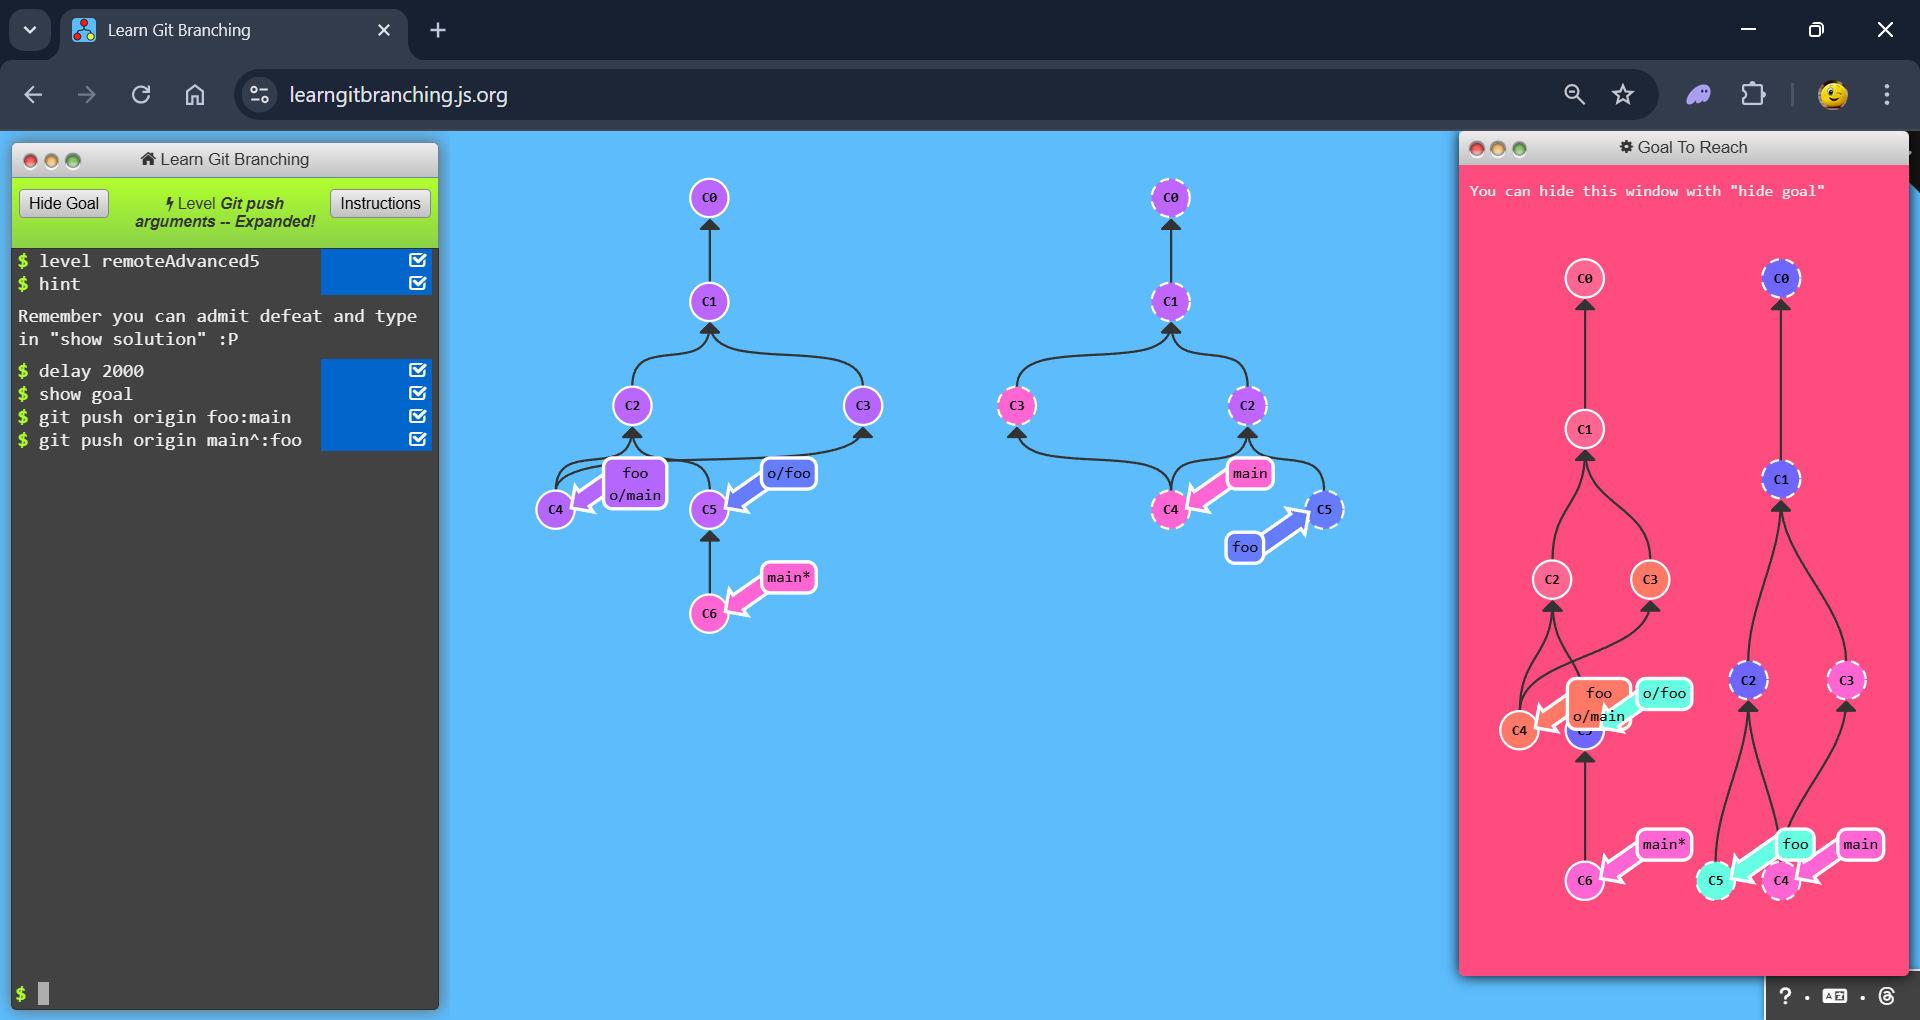 Learn Git Branching
learngitbranching.js.org
Learn Git Branching
Hide Goal
Level Git push
arguments -- Expanded!
Instructions
$ level remoteAdvanced5
$ hint
Remember you can admit defeat and type
in "show solution" :P
$ delay 2000
$ show goal
$ git push origin foo:main
$ git push origin main^:foo
$
C0
C1
C2
C3
foo
o/main
o/foo
C4
C5
main*
C6
C0
C1
C3
C2
main
C4
C5
foo
Goal To Reach
You can hide this window with "hide goal"
C0
C1
C2
C3
foo
o/main
o/foo
C4
main*
C6
C0
C1
C2
C3
foo
main
C5
C4
?